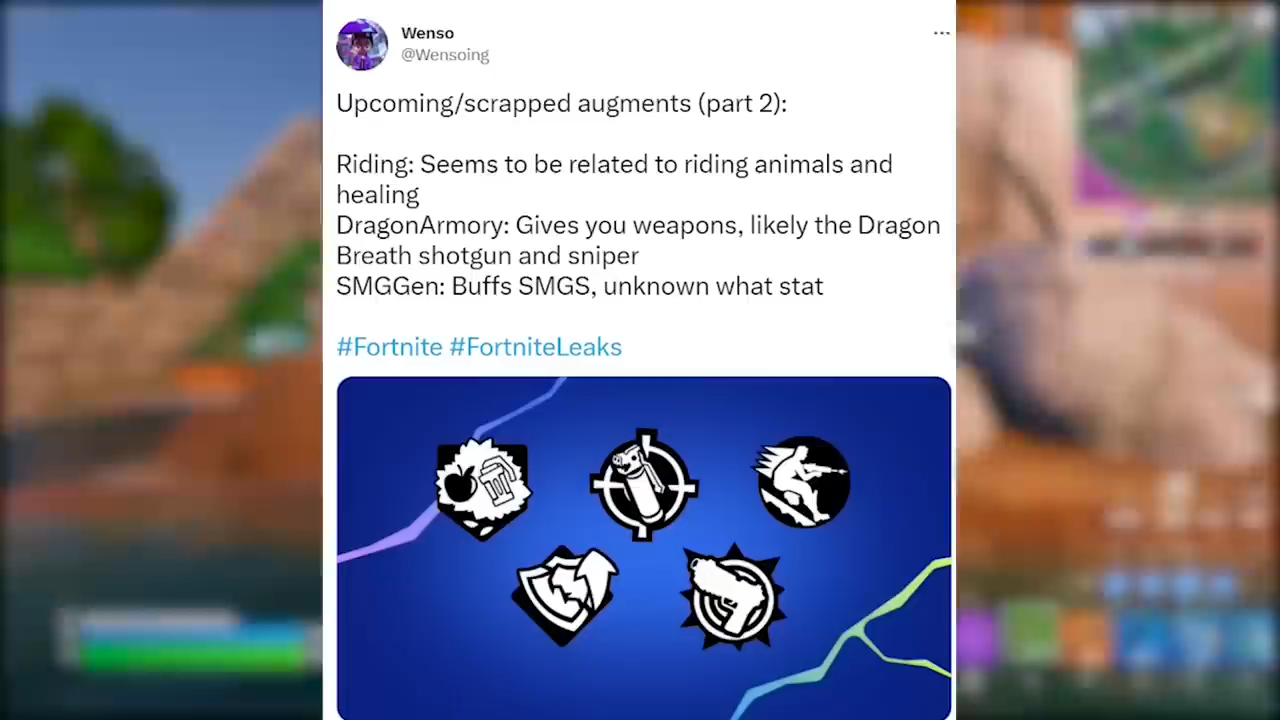 Wenso
@Wensoing
Upcoming/scrapped augments (part 2):
Riding: Seems to be related to riding animals and
healing
DragonArmory: Gives you weapons, likely the Dragon
Breath shotgun and sniper
SMGGen: Buffs SMGS, unknown what stat
#Fortnite #FortniteLeaks